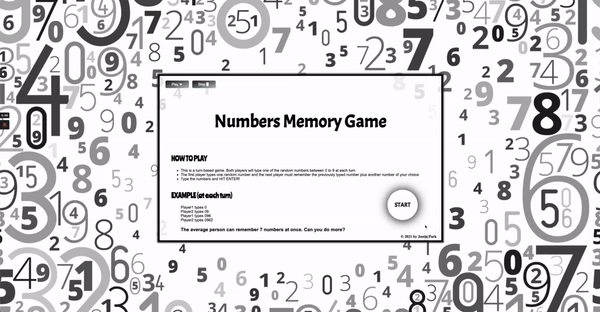 Play
Stop
Numbers Memory Game
HOW TO PLAY
This is a turn-based game. Both players will type one of the random numbers between 0 to 9 at each turn
The first player types one random number and the next player must remember the previously typed number plus another number of your choice
Type the numbers and HIT ENTER!
EXAMPLE (at each turn)
Player1 types 0
Player2 types 09
Player1 types 096
Player2 types 0962
The average person can remember 7 numbers at once. Can you do more?
START
© 2021 by Justin Park